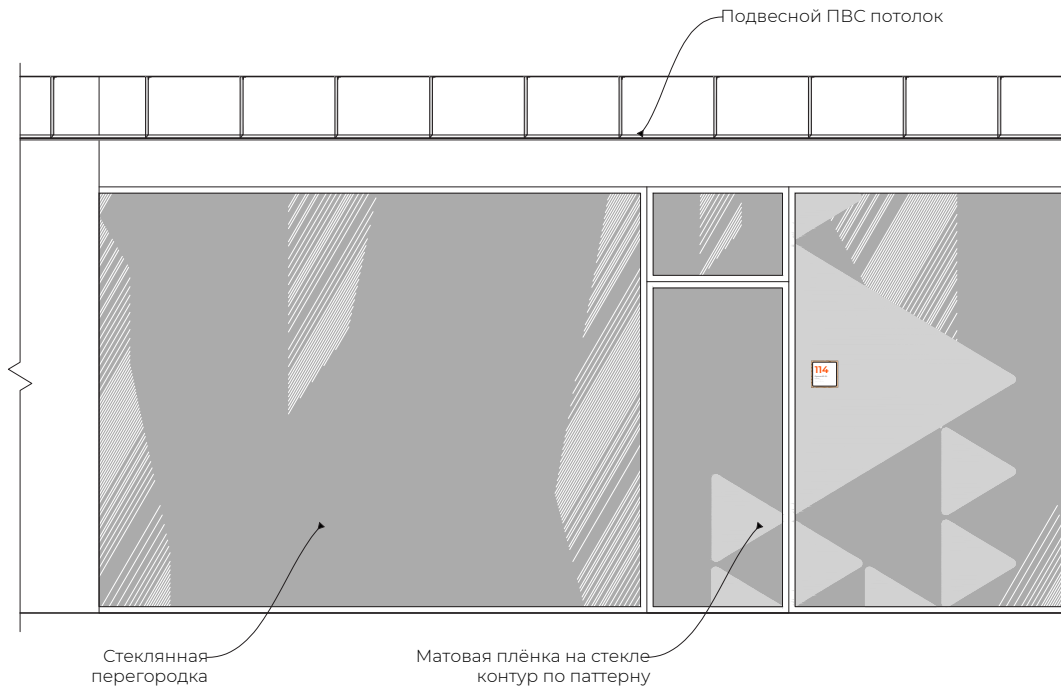 Подвесной ПВС потолок
114
Стеклянная
перегородка
Матовая плёнка на стекле
контур по паттерну